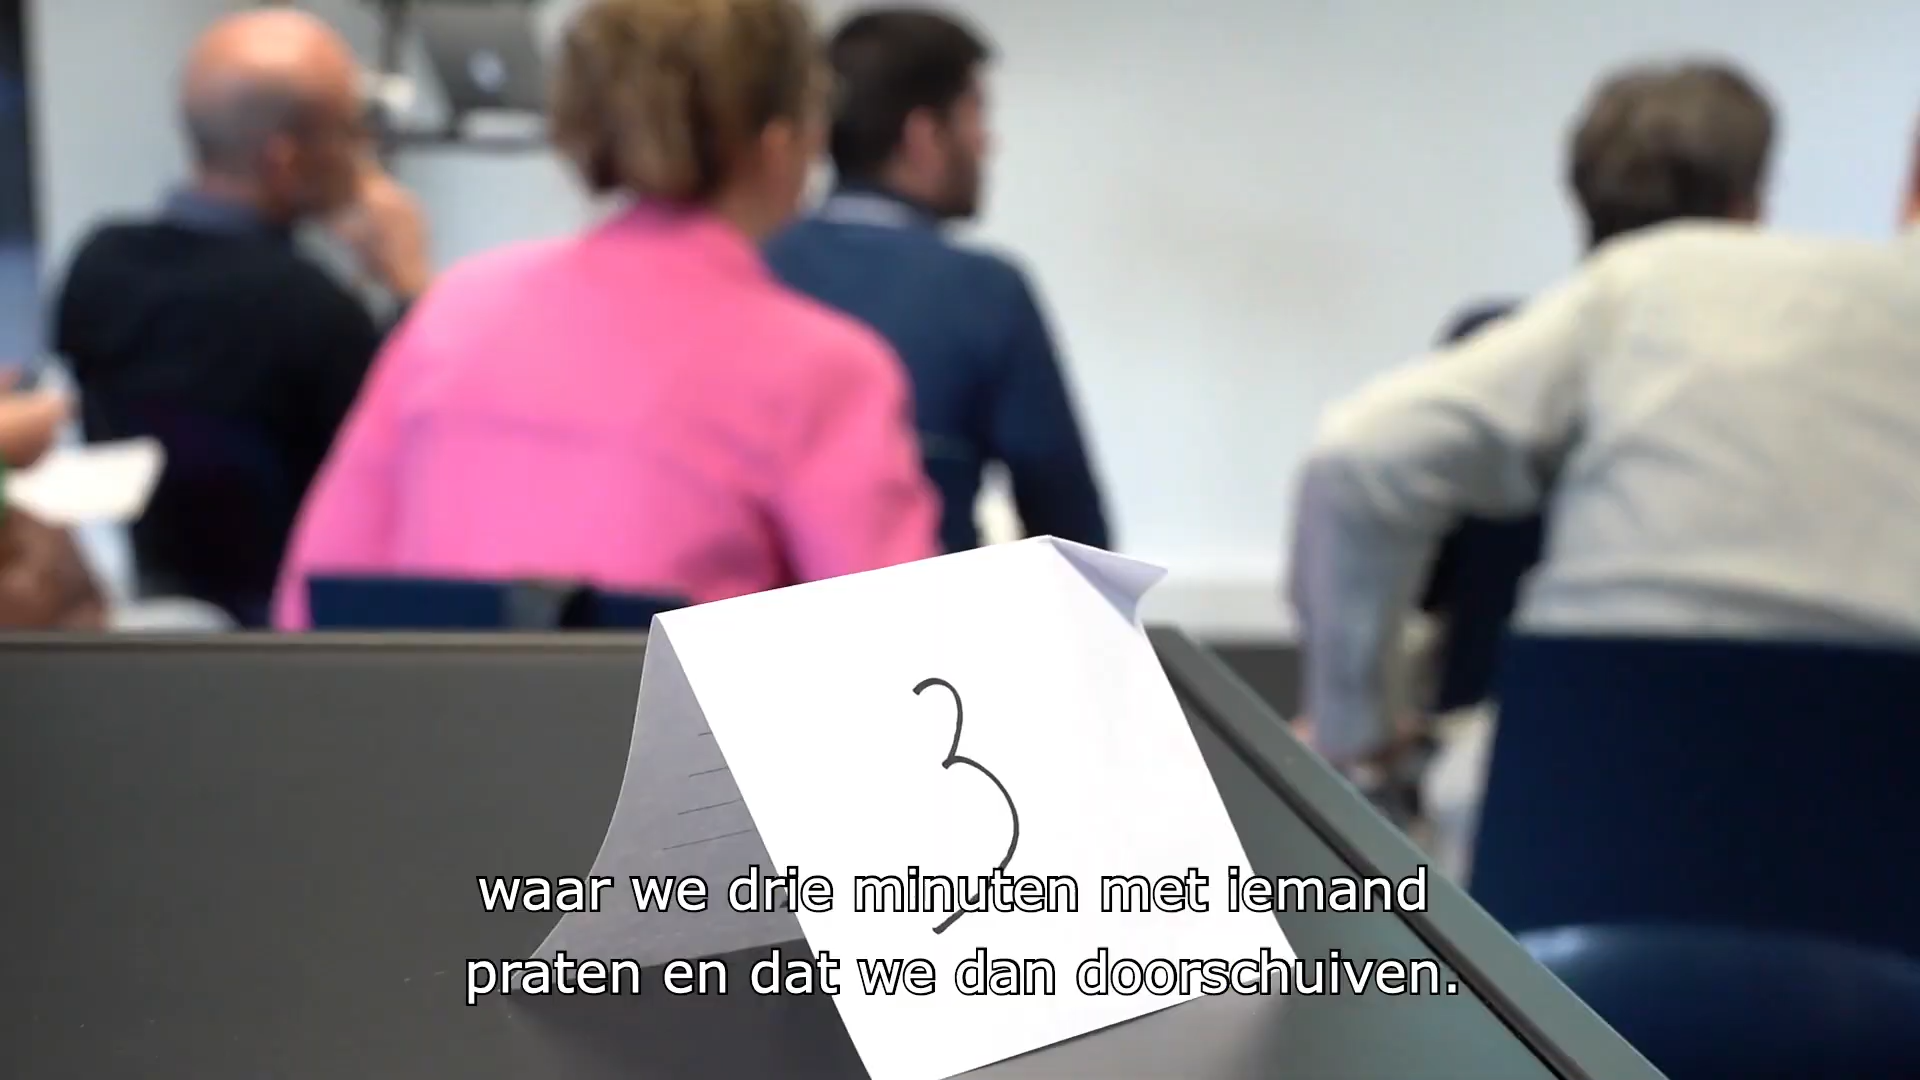 3
waar we drie minuten met iemand
praten en dat we dan doorschuiven.